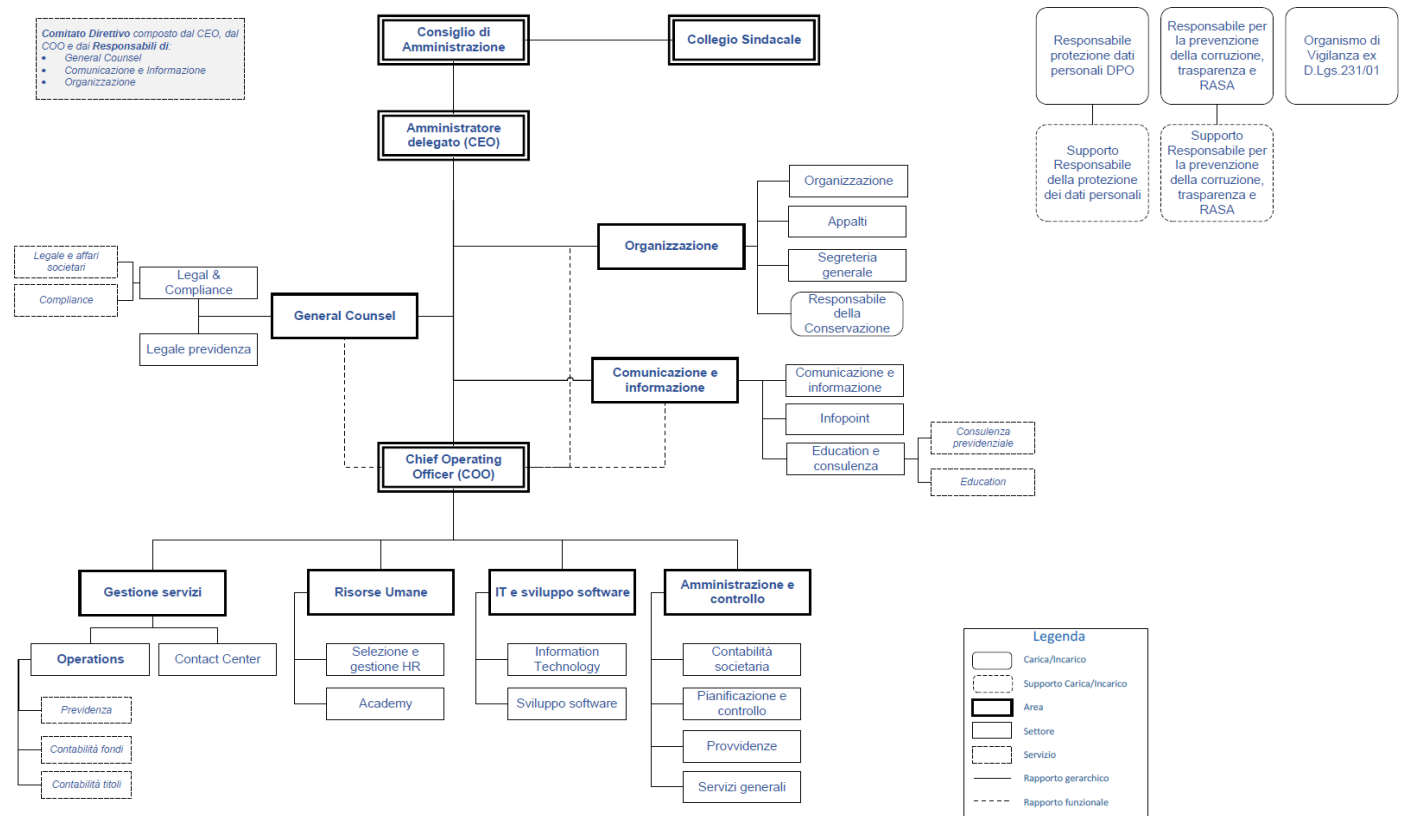 Comitato Direttivo composto dal CEO, dal
COO e dai Responsabili di:
• General Counsel
• Comunicazione e Informazione
• Organizzazione
Consiglio di
Amministrazione
Collegio Sindacale
Responsabile
protezione dati
personali DPO
Responsabile per
la prevenzione
della corruzione,
trasparenza e
RASA
Organismo di
Vigilanza ex
D.Lgs.231/01
Amministratore
delegato (CEO)
Supporto
Responsabile
della protezione
dei dati personali
Supporto
Responsabile per
la prevenzione
della corruzione,
trasparenza e
RASA
Organizzazione
Organizzazione
Appalti
Segreteria
generale
Responsabile
della
Conservazione
Legale e affari
societari
Compliance
Legal &
Compliance
Legale previdenza
General Counsel
Comunicazione e
informazione
Comunicazione e
informazione
Infopoint
Education e
consulenza
Consulenza
previdenziale
Education
Chief Operating
Officer (COO)
Gestione servizi
Risorse Umane
IT e sviluppo software
Amministrazione e
controllo
Operations
Contact Center
Previdenza
Contabilità fondi
Contabilità titoli
Selezione e
gestione HR
Academy
Information
Technology
Sviluppo software
Contabilità
societaria
Pianificazione e
controllo
Provvidenze
Servizi generali
Legenda
Carica/Incarico
Supporto Carica/Incarico
Area
Settore
Servizio
Rapporto gerarchico
Rapporto funzionale